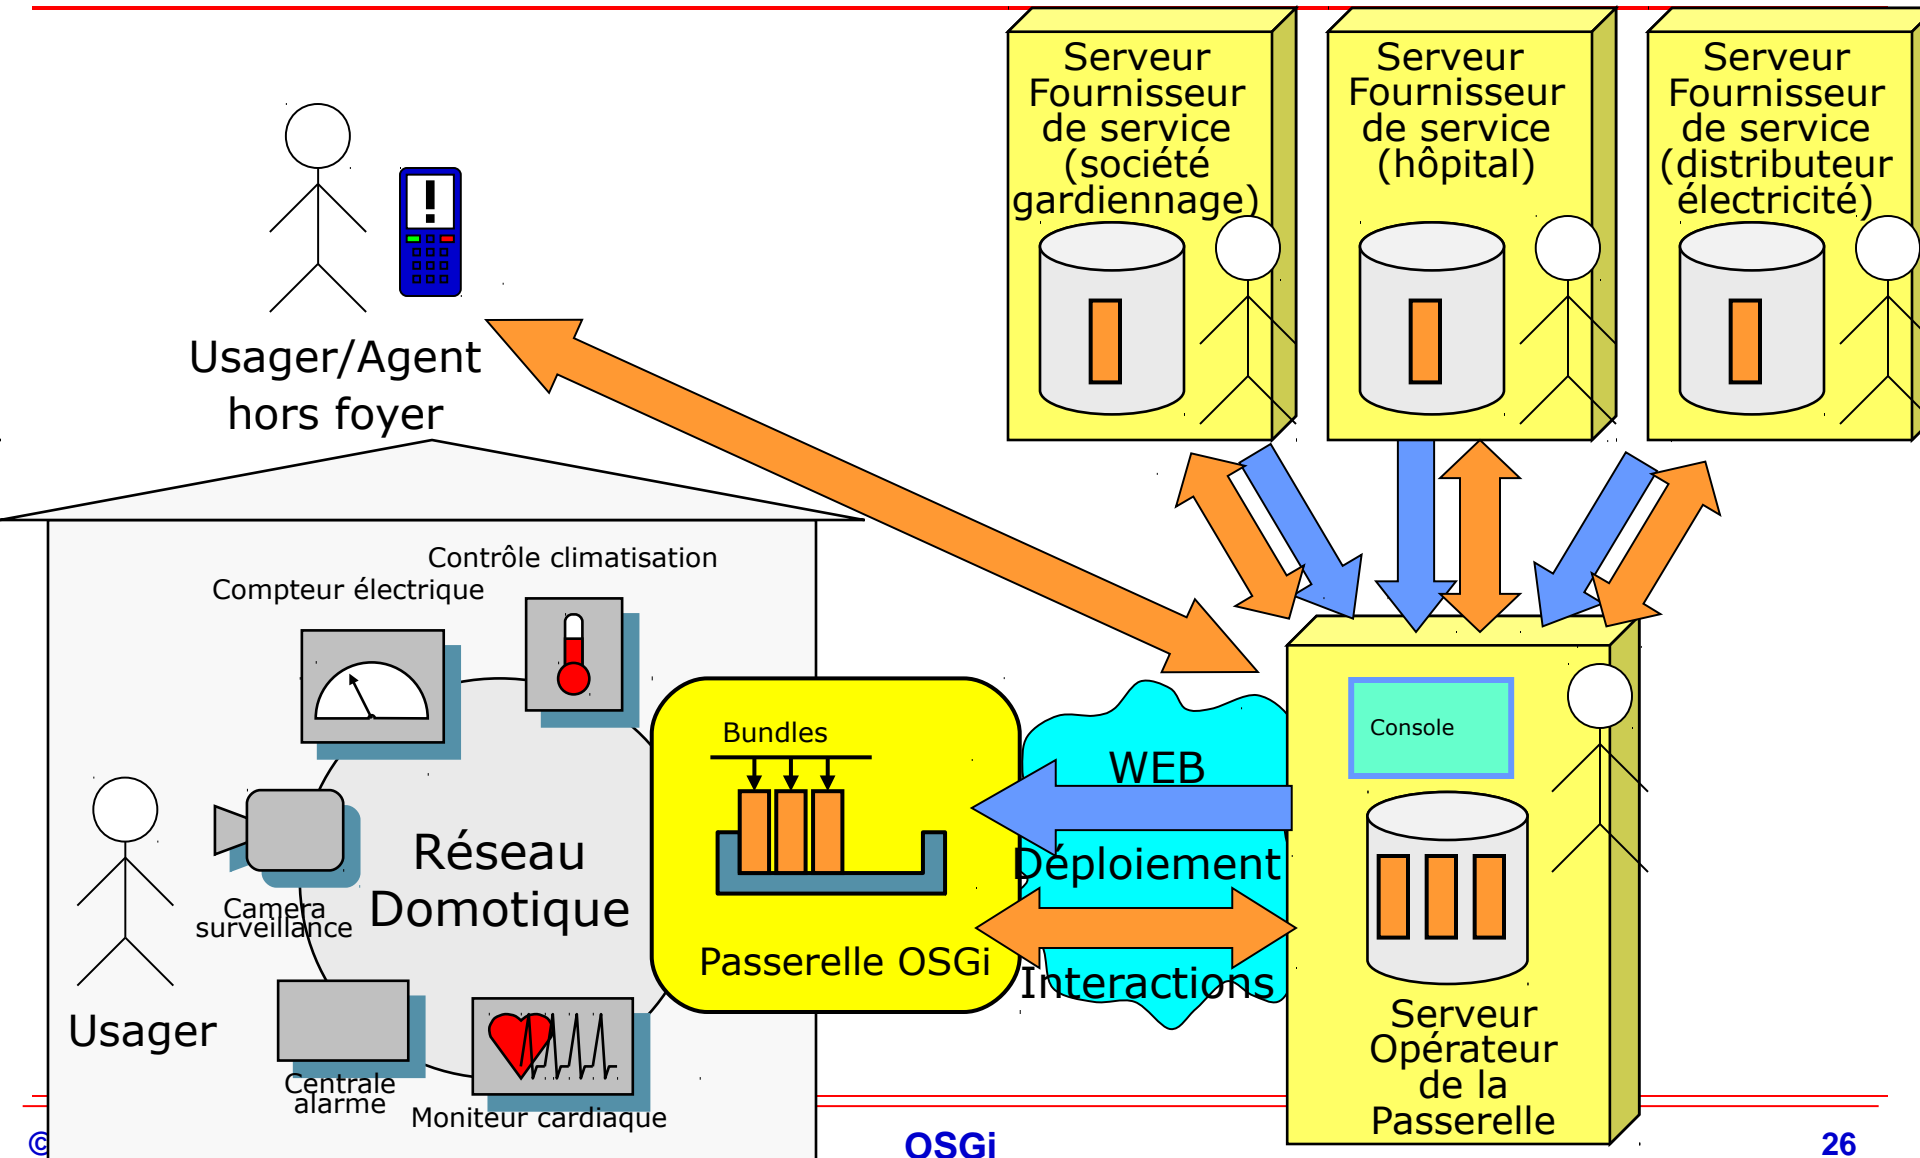 Serveur
Fournisseur
de service
(société
gardiennage)
Serveur
Fournisseur
de service
(hôpital)
Serveur
Fournisseur
de service
(distributeur
électricité)
!
Usager/Agent
hors foyer
Contrôle climatisation
Compteur électrique
Bundles
Console
WEB
Réseau
Domotique
Déploiement
Camera
surveillance
Passerelle OSGi
Interactions
Usager
Serveur
Opérateur
de la
Passerelle
Centrale
alarme
Moniteur cardiaque
©
OSGi
26